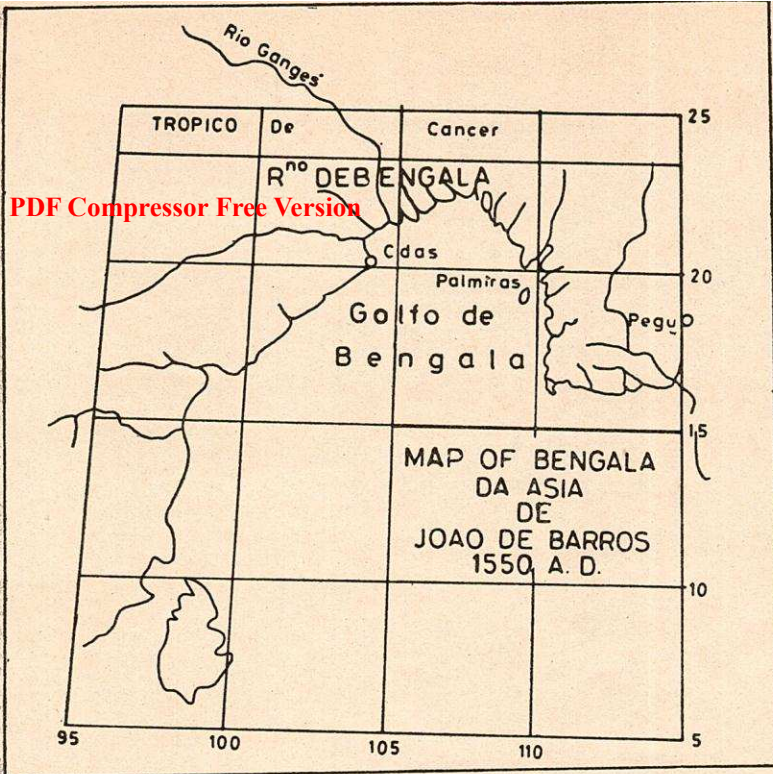 Rio Ganges
25
TROPICO De Cancer
Rno DEBENGALA
PDF Compressor Free Version
Cdas
20
Palmiras
Golfo de
Pegu
Bengala
15
MAP OF BENGALA
DA ASIA
DE
JOAO DE BARROS
1550 A. D.
10
95 100 105 110 5